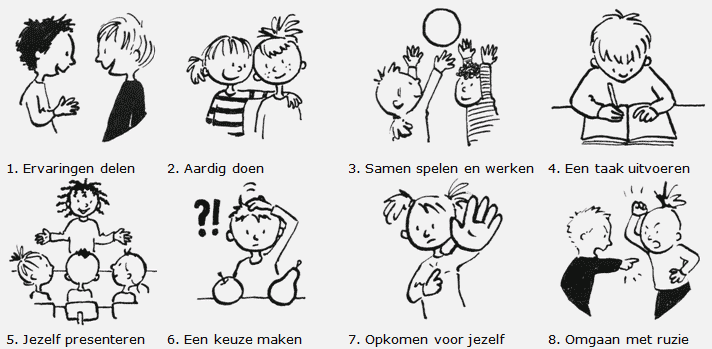 1. Ervaringen delen
2. Aardig doen
3. Samen spelen en werken
4. Een taak uitvoeren
?!
5. Jezelf presenteren
6. Een keuze maken
7. Opkomen voor jezelf
8. Omgaan met ruzie